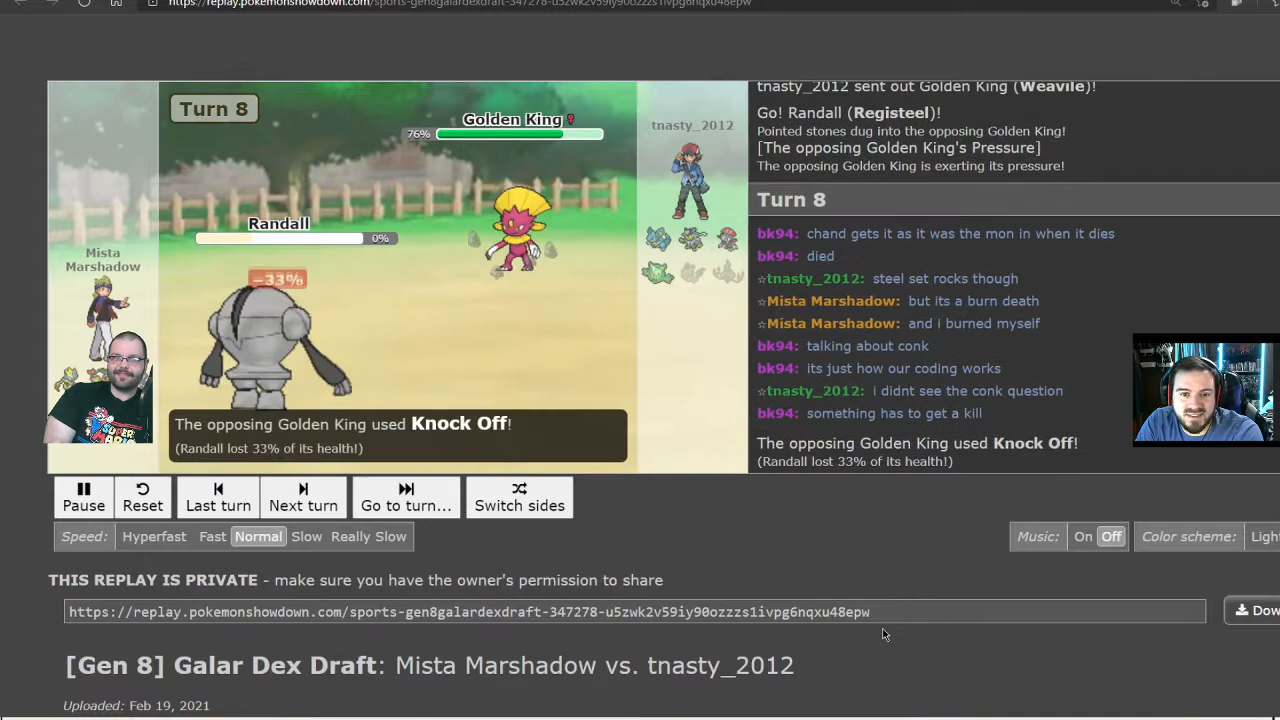 https://replay.pokemonshowdown.com/sports-gen8galardexdraft-347278-u5zwk2v59iy90ozzzs1ivpg6nqxu48epw
Turn 8
Golden King
76%
Randall
0%
-33%
Mista
Marshadow
tnasty_2012
The opposing Golden King used Knock Off!
(Randall lost 33% of its health!)
tnasty_2012 sent out Golden King (Weavile)!
Go! Randall (Registeel)!
Pointed stones dug into the opposing Golden King!
[The opposing Golden King's Pressure]
The opposing Golden King is exerting its pressure!
Turn 8
bk94: chand gets it as it was the mon in when it dies
bk94: died
☆tnasty_2012: steel set rocks though
☆Mista Marshadow: but its a burn death
☆Mista Marshadow: and i burned myself
bk94: talking about conk
bk94: its just how our coding works
☆tnasty_2012: i didnt see the conk question
bk94: something has to get a kill
The opposing Golden King used Knock Off!
(Randall lost 33% of its health!)
Pause Reset Last turn Next turn Go to turn... Switch sides
Speed: Hyperfast Fast Normal Slow Really Slow Music: On Off Color scheme: Ligh
THIS REPLAY IS PRIVATE - make sure you have the owner's permission to share
https://replay.pokemonshowdown.com/sports-gen8galardexdraft-347278-u5zwk2v59iy90ozzzs1ivpg6nqxu48epw
Dow
[Gen 8] Galar Dex Draft: Mista Marshadow vs. tnasty_2012
Uploaded: Feb 19, 2021